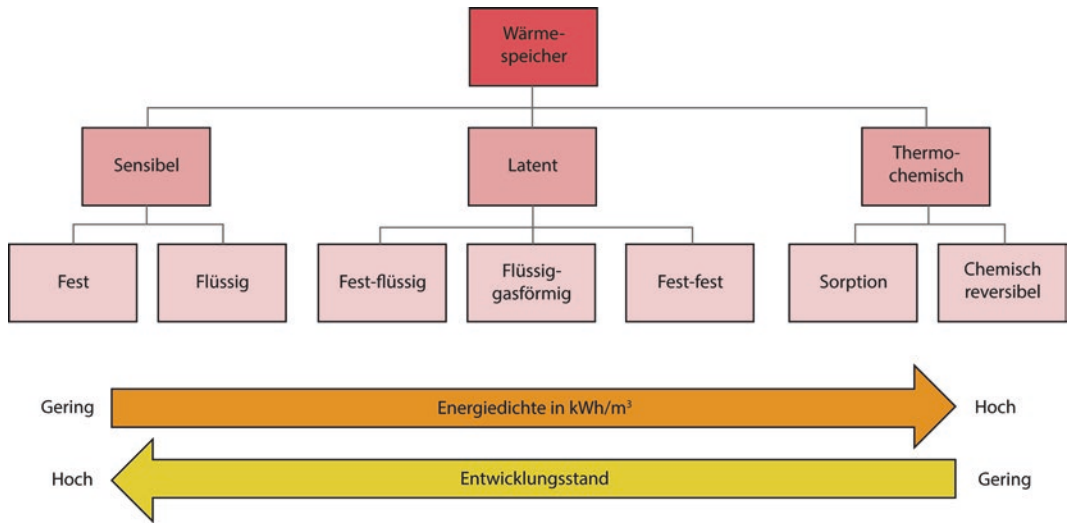 Wärme-
speicher
Sensibel
Latent
Thermo-
chemisch
Fest
Flüssig
Fest-flüssig
Flüssig-
gasförmig
Fest-fest
Sorption
Chemisch
reversibel
Gering
Energiedichte in kWh/m³
Hoch
Hoch
Entwicklungsstand
Gering